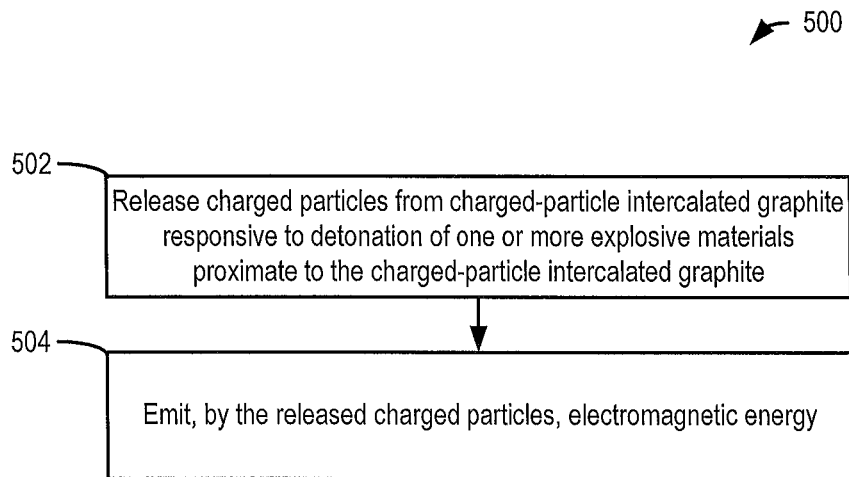 500
502
Release charged particles from charged-particle intercalated graphite
responsive to detonation of one or more explosive materials
proximate to the charged-particle intercalated graphite
504
Emit, by the released charged particles, electromagnetic energy